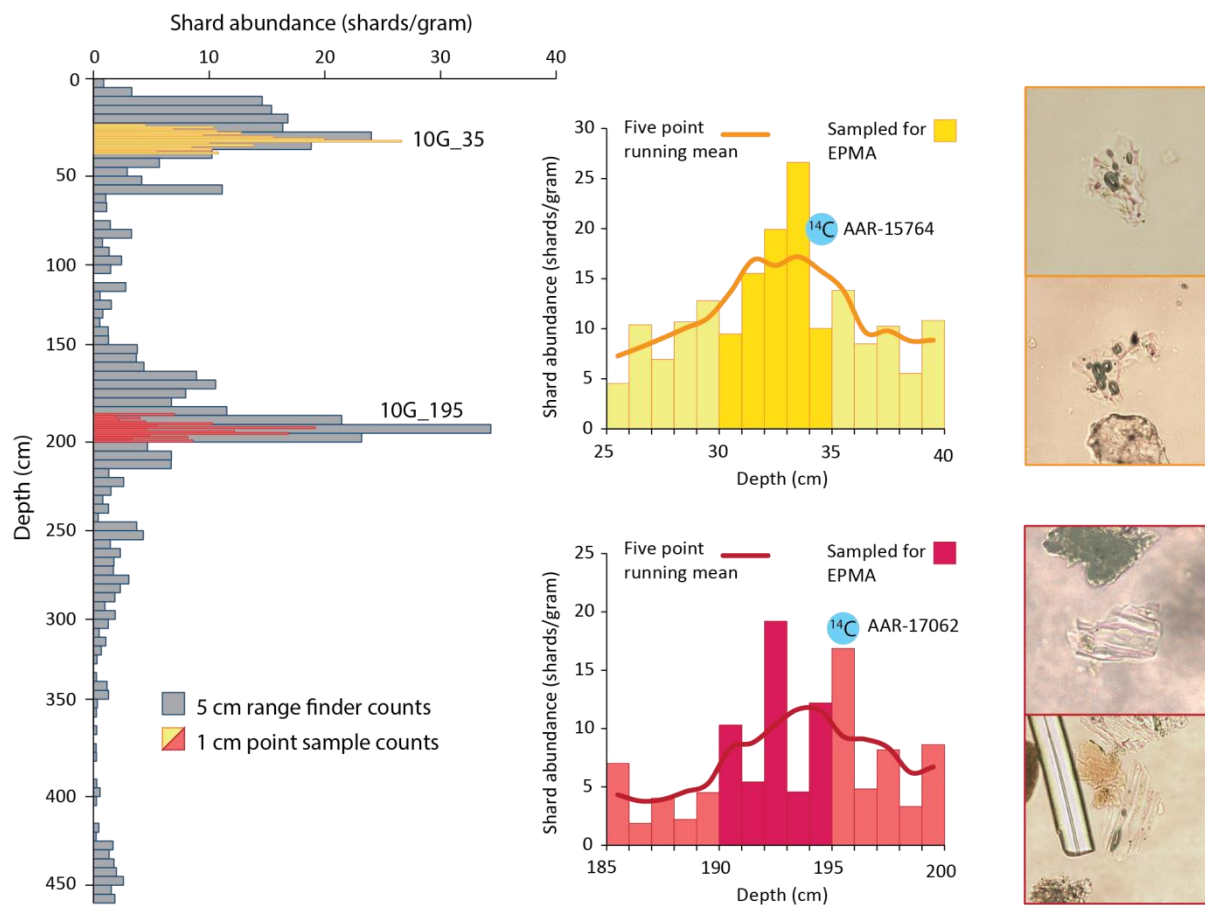 Shard abundance (shards/gram)
0 10 20 30 40
Depth (cm)
0
50
100
150
200
250
300
350
400
450
10G_35
10G_195
5 cm range finder counts
1 cm point sample counts
Shard abundance (shards/gram)
30
25
20
15
10
5
0
Five point
running mean
Sampled for
EPMA
¹⁴C AAR-15764
25 30 35 40
Depth (cm)
Shard abundance (shards/gram)
25
20
15
10
5
0
Five point
running mean
Sampled for
EPMA
¹⁴C AAR-17062
185 190 195 200
Depth (cm)